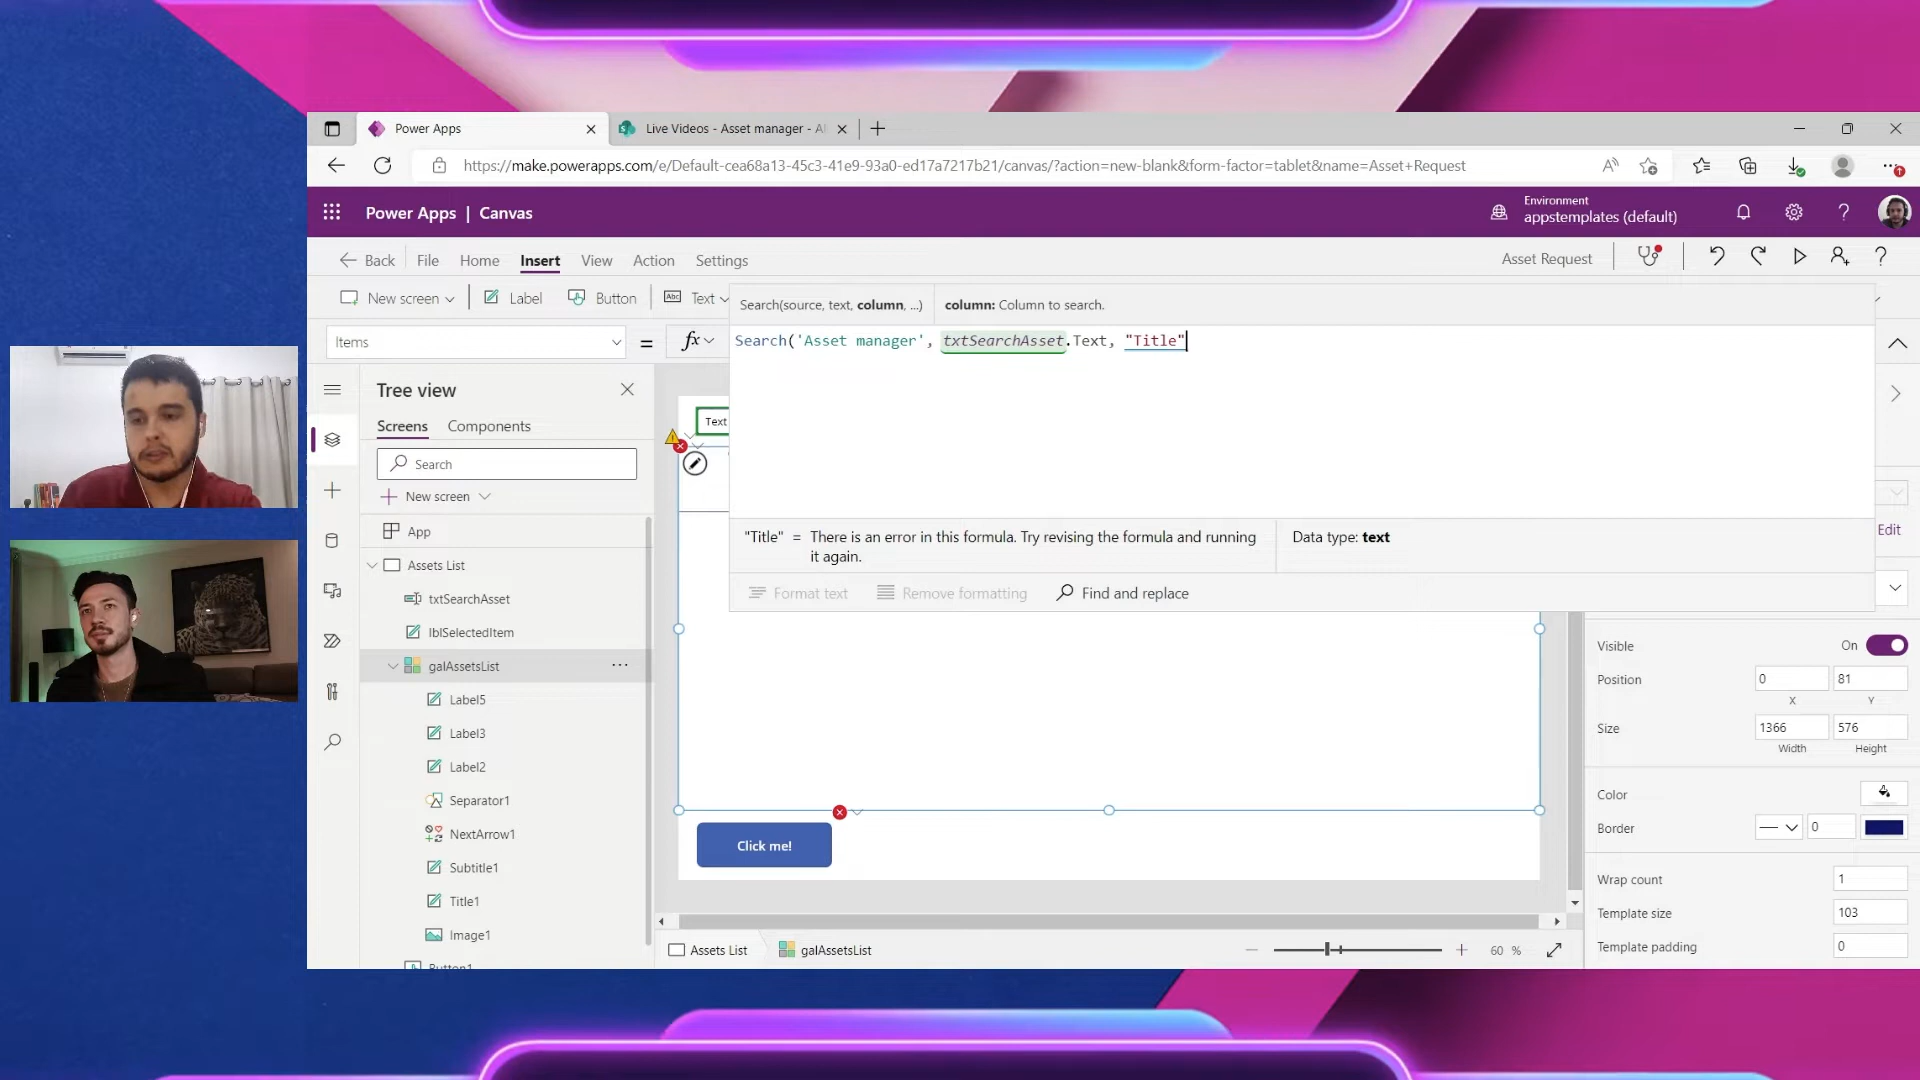 Power Apps
Live Videos - Asset manager - Al
https://make.powerapps.com/e/Default-cea68a13-45c3-41e9-93a0-ed17a7217b21/canvas/?action=new-blank&form-factor=tablet&name=Asset+Request
Power Apps | Canvas
Environment
appstemplates (default)
Back File Home Insert View Action Settings
Asset Request
New screen Label Button Abc Text
Search(source, text, column, ...) column: Column to search.
Items = fx Search('Asset manager', txtSearchAsset.Text, "Title"
Tree view
Screens Components
Search
New screen
App
Assets List
txtSearchAsset
lblSelectedItem
galAssetsList
Label5
Label3
Label2
Separator1
NextArrow1
Subtitle1
Title1
Image1
Button1
Text
"Title" = There is an error in this formula. Try revising the formula and running
it again.
Data type: text
Format text Remove formatting Find and replace
Click me!
Assets List galAssetsList
60 %
Edit
Visible On
Position 0 81
X Y
Size 1366 576
Width Height
Color
Border 0
Wrap count 1
Template size 103
Template padding 0